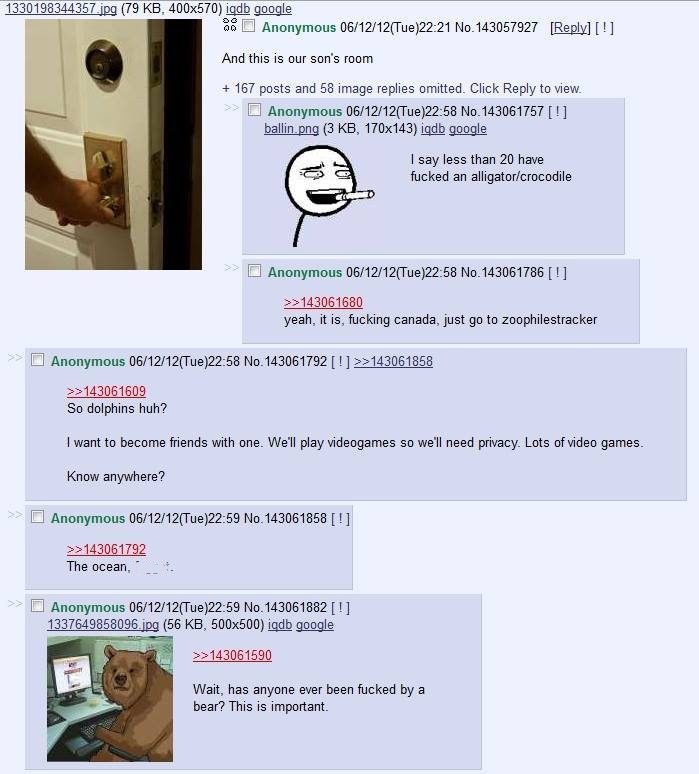 1330198344357.jpg (79 KB, 400x570) iqdb google
Anonymous 06/12/12(Tue)22:21 No.143057927 [Reply] [ ! ]
And this is our son's room
+ 167 posts and 58 image replies omitted. Click Reply to view.
>> Anonymous 06/12/12(Tue)22:58 No.143061757 [ ! ]
ballin.png (3 KB, 170x143) iqdb google
I say less than 20 have
fucked an alligator/crocodile
>> Anonymous 06/12/12(Tue)22:58 No.143061786 [ ! ]
>>143061680
yeah, it is, fucking canada, just go to zoophilestracker
>> Anonymous 06/12/12(Tue)22:58 No.143061792 [ ! ] >>143061858
>>143061609
So dolphins huh?
I want to become friends with one. We'll play videogames so we'll need privacy. Lots of video games.
Know anywhere?
>> Anonymous 06/12/12(Tue)22:59 No.143061858 [ ! ]
>>143061792
The ocean,
>> Anonymous 06/12/12(Tue)22:59 No.143061882 [ ! ]
1337649858096.jpg (56 KB, 500x500) iqdb google
>>143061590
Wait, has anyone ever been fucked by a
bear? This is important.